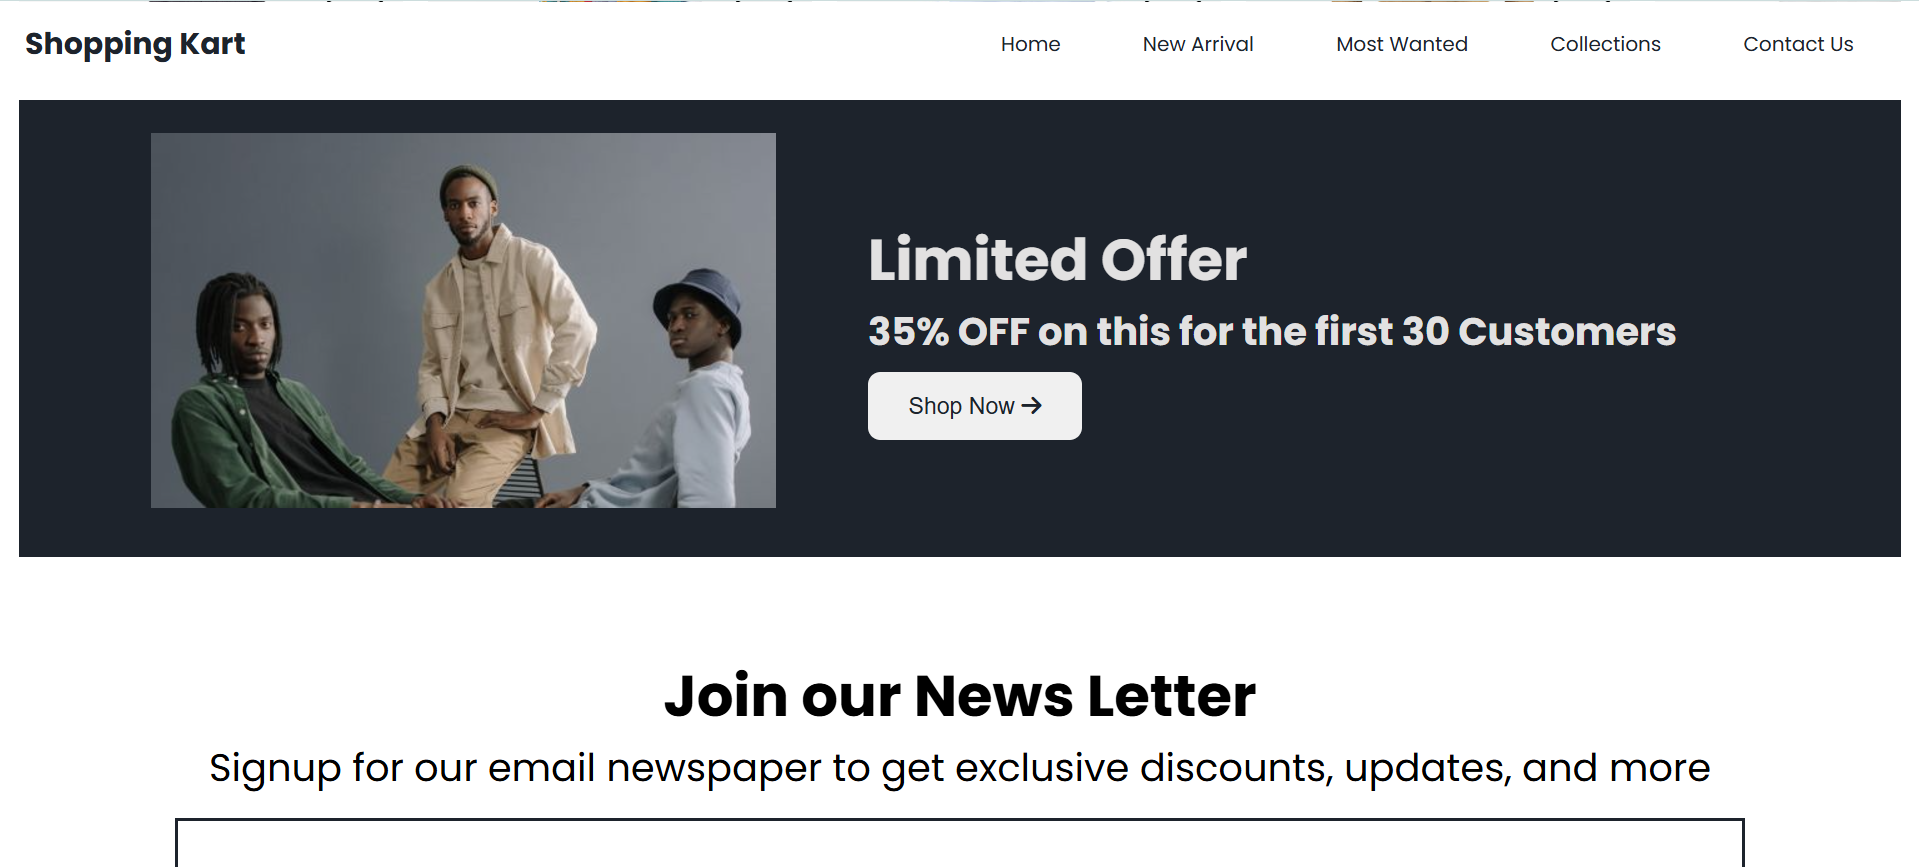 Shopping Kart
Home New Arrival Most Wanted Collections Contact Us
Limited Offer
35% OFF on this for the first 30 Customers
Shop Now →
Join our News Letter
Signup for our email newspaper to get exclusive discounts, updates, and more